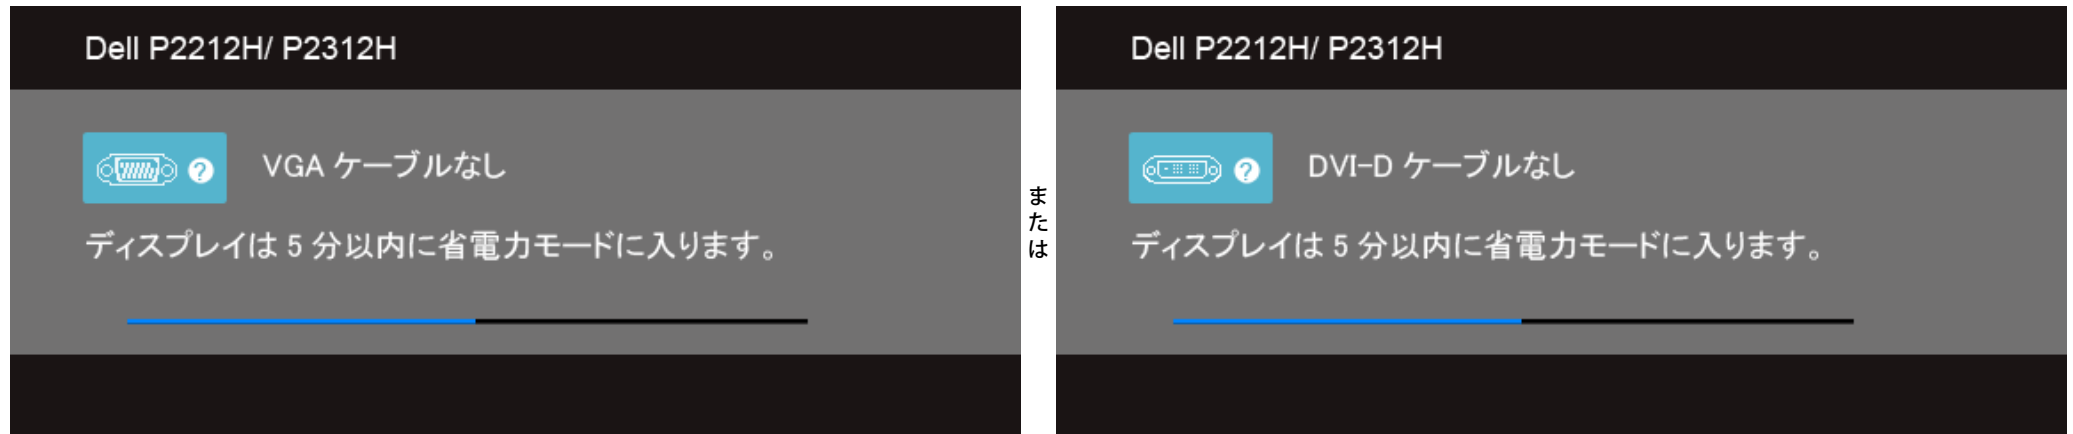 Dell P2212H/ P2312H
VGA ケーブルなし
ディスプレイは 5 分以内に省電力モードに入ります。
または
Dell P2212H/ P2312H
DVI-D ケーブルなし
ディスプレイは 5 分以内に省電力モードに入ります。